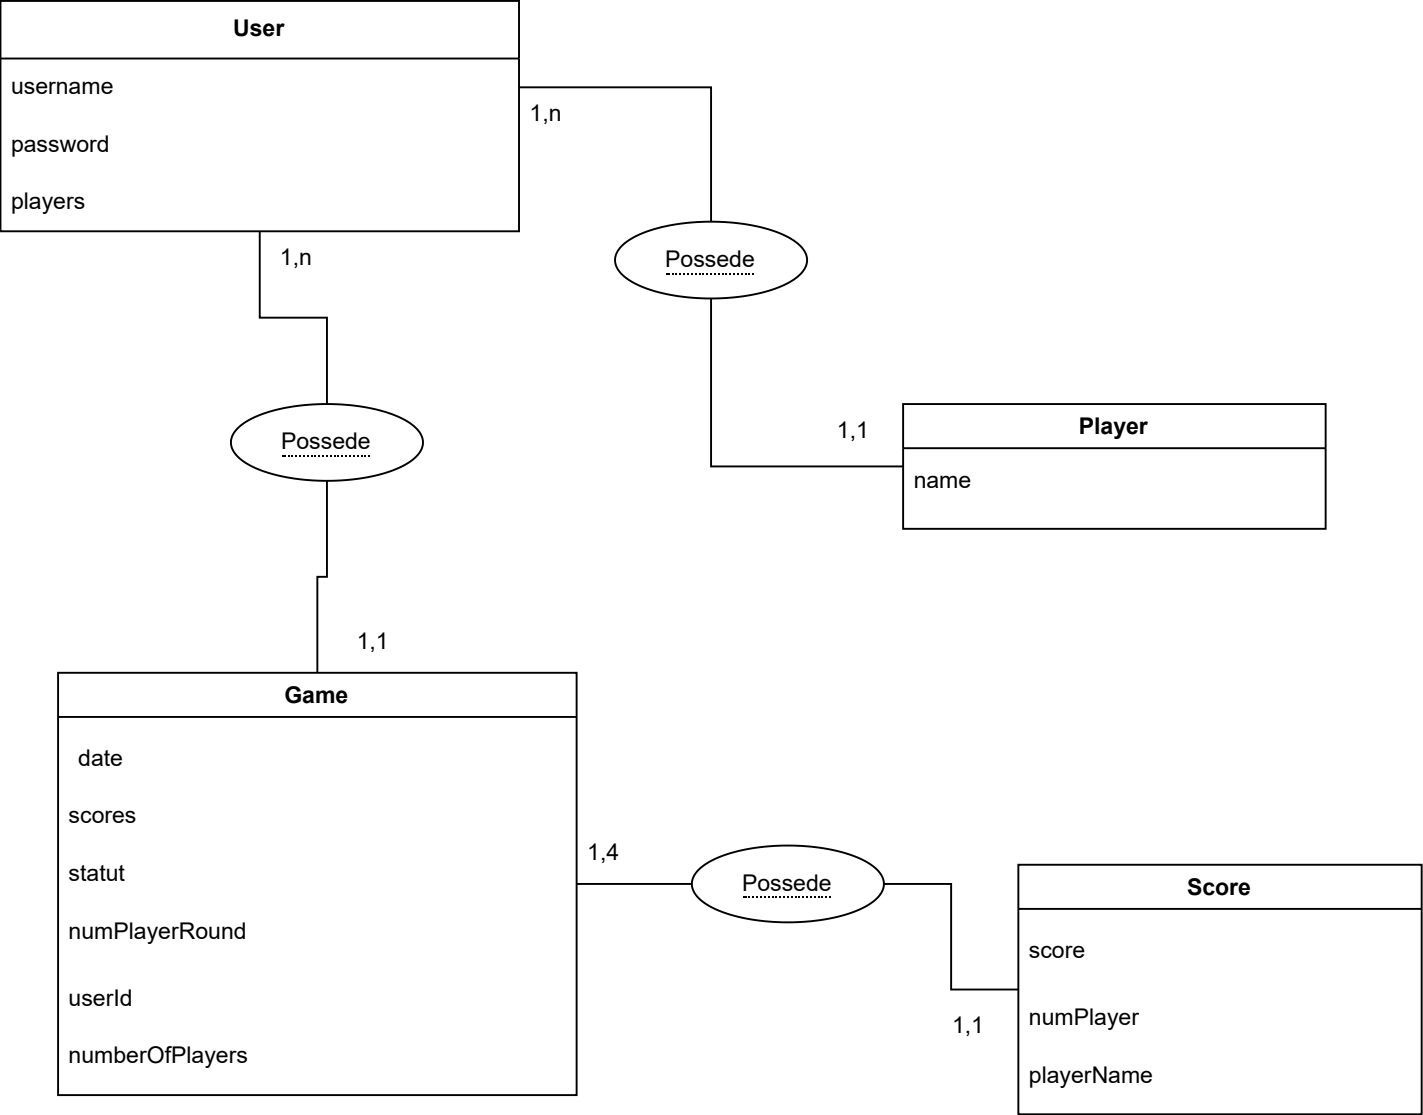 User
username
password
players
1,n
1,n
Possede
Possede
1,1
Player
name
1,1
Game
date
scores
statut
numPlayerRound
userId
numberOfPlayers
1,4
Possede
1,1
Score
score
numPlayer
playerName